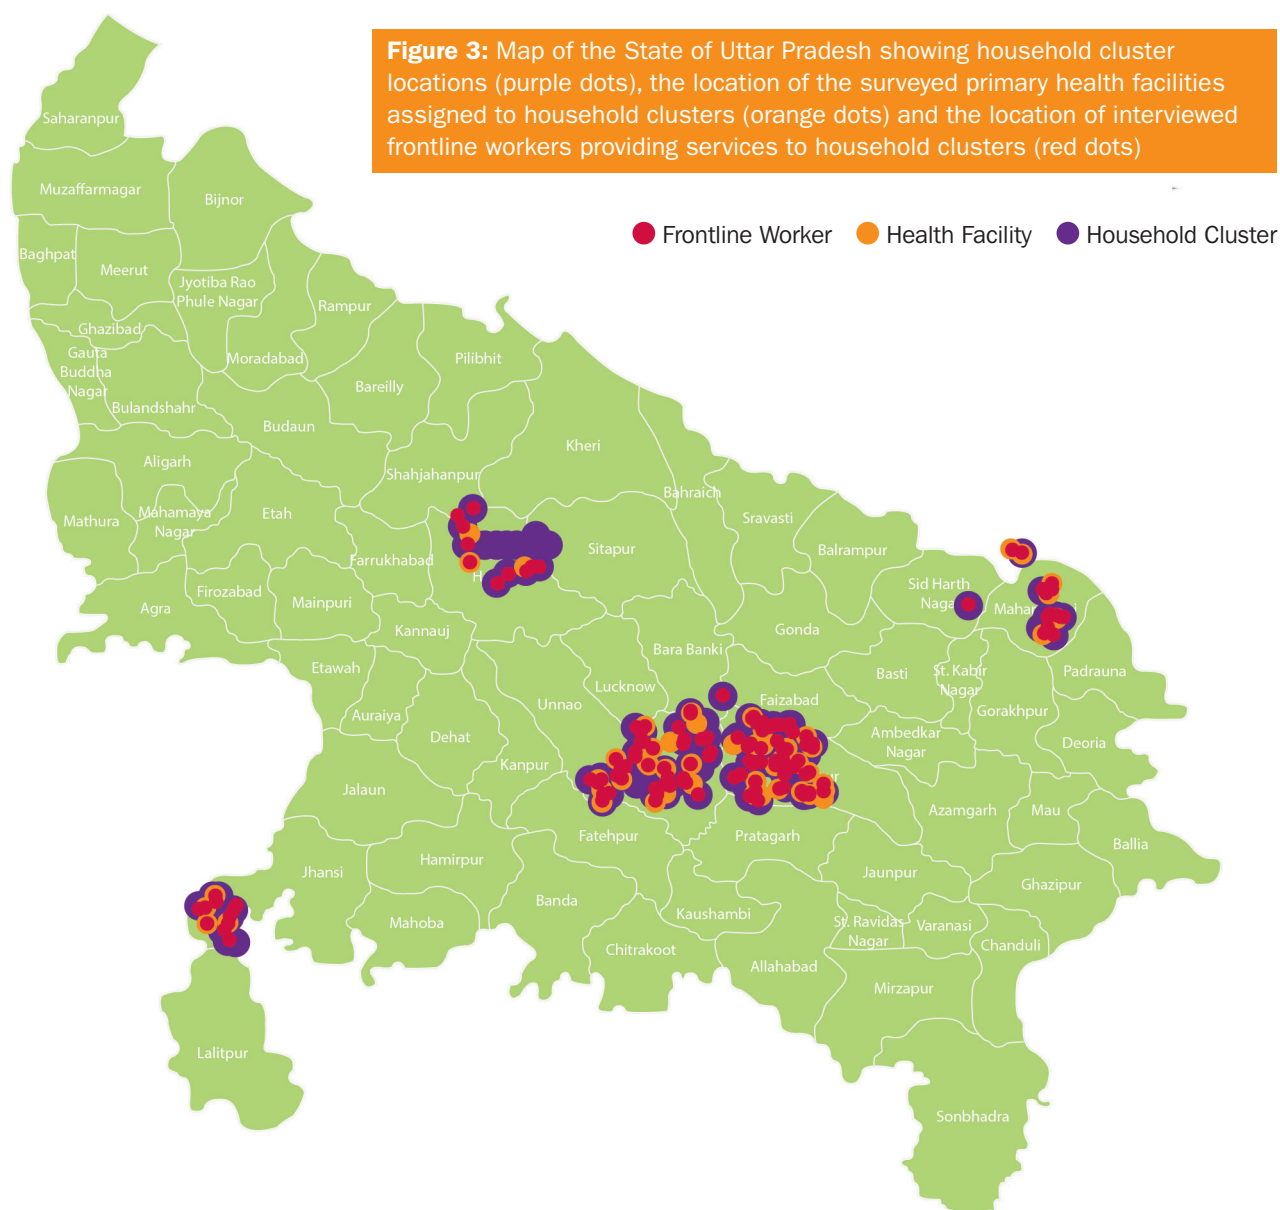 Figure 3: Map of the State of Uttar Pradesh showing household cluster
locations (purple dots), the location of the surveyed primary health facilities
assigned to household clusters (orange dots) and the location of interviewed
frontline workers providing services to household clusters (red dots)
Frontline Worker
Health Facility
Household Cluster
Saharanpur
Muzaffarmagar
Bijnor
Baghpat
Meerut
Jyotiba Rao
Phule Nagar
Rampur
Ghazibad
Gauta
Buddha
Nagar
Moradabad
Pilibhit
Bareilly
Bulandshahr
Budaun
Kheri
Aligarh
Shahjahanpur
Bahraich
Mathura
Mahamaya
Nagar
Etah
Sravasti
Farrukhabad
Sitapur
Balrampur
Agra
Firozabad
Mainpuri
H
Sid Harth
Naga
Mahar
Kannauj
Gonda
Bara Banki
Etawah
Lucknow
Basti
St. Kabir
Nagar
Padrauna
Unnao
Faizabad
Auraiya
Gorakhpur
Dehat
Ambedkar
Nagar
Deoria
Kanpur
Jalaun
Azamgarh
Mau
Fatehpur
Pratagarh
Ballia
Jhansi
Hamirpur
Jaunpur
Ghazipur
Banda
Kaushambi
Mahoba
St. Ravidas
Nagar
Varanasi
Chanduli
Chitrakoot
Allahabad
Mirzapur
Lalitpur
Sonbhadra